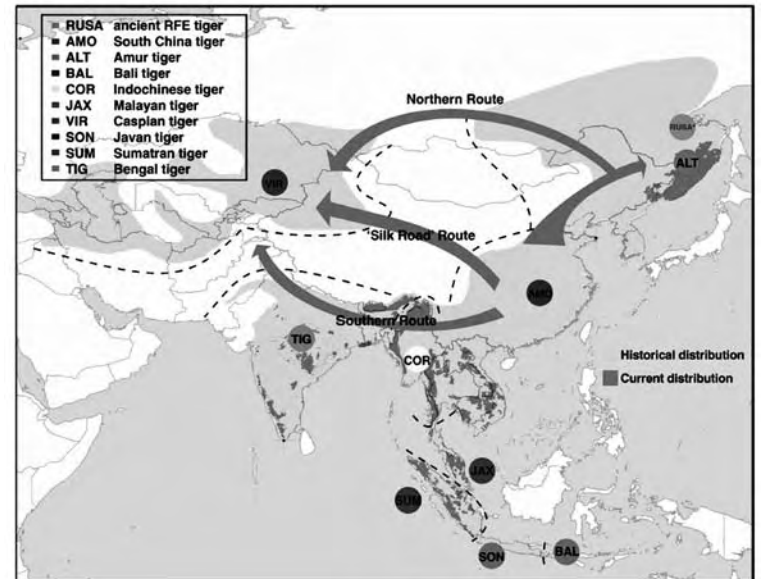 RUSA ancient RFE tiger
AMO South China tiger
ALT Amur tiger
BAL Bali tiger
COR Indochinese tiger
JAX Malayan tiger
VIR Caspian tiger
SON Javan tiger
SUM Sumatran tiger
TIG Bengal tiger
Northern Route
RUSA*
ALT
VIR
'Silk Road' Route
AMO
Southern Route
TIG
COR
Historical distribution
Current distribution
JAX
SUM
SON
BAL